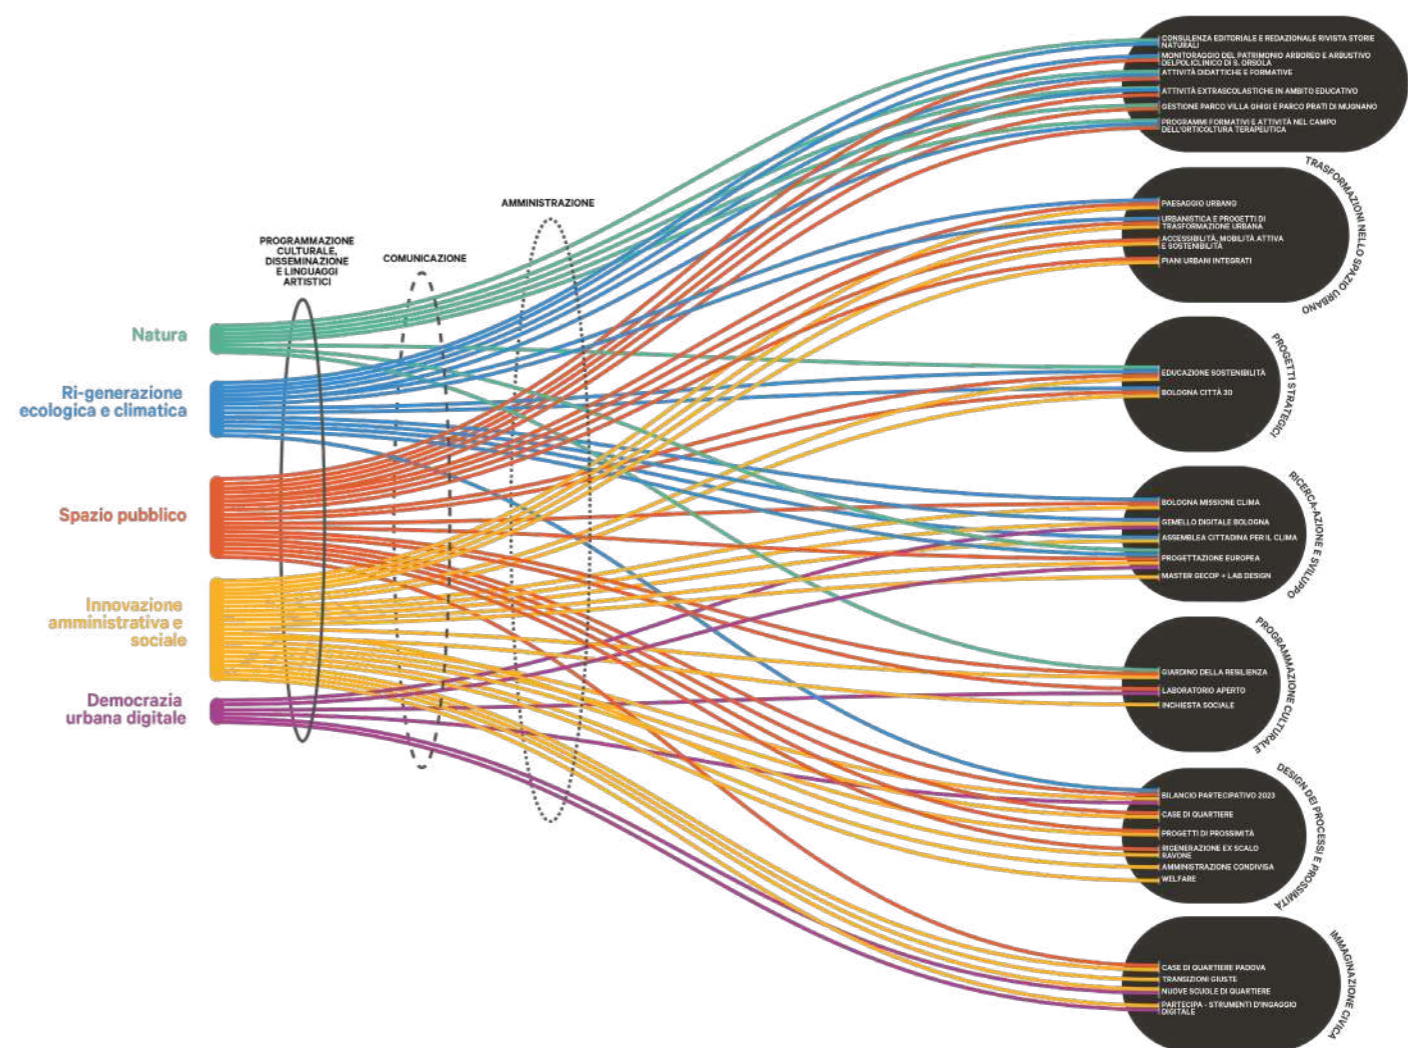 PROGRAMMAZIONE
CULTURALE,
DISSEMINAZIONE
E LINGUAGGI
ARTISTICI
COMUNICAZIONE
AMMINISTRAZIONE
Natura
Ri-generazione
ecologica e climatica
Spazio pubblico
Innovazione
amministrativa e
sociale
Democrazia
urbana digitale
CONSULENZA EDITORIALE E REDAZIONALE RIVISTA STORIE
NATURALI
MONITORAGGIO DEL PATRIMONIO ARBOREO E ARBUSTIVO
DELPOLICLINICO DI S. ORSOLA
ATTIVITÀ DIDATTICHE E FORMATIVE
ATTIVITÀ EXTRASCOLASTICHE IN AMBITO EDUCATIVO
GESTIONE PARCO VILLA GHIGI E PARCO PRATI DI MUGNANO
PROGRAMMI FORMATIVI E ATTIVITÀ NEL CAMPO
DELL'ORTICOLTURA TERAPEUTICA
TRASFORMAZIONI NELLO SPAZIO URBANO
PAESAGGIO URBANO
URBANISTICA E PROGETTI DI
TRASFORMAZIONE URBANA
ACCESSIBILITÀ, MOBILITÀ ATTIVA
E SOSTENIBILITÀ
PIANI URBANI INTEGRATI
PROGETTI STRATEGICI
EDUCAZIONE SOSTENIBILITÀ
BOLOGNA CITTÀ 30
RICERCA-AZIONE E SVILUPPO
BOLOGNA MISSIONE CLIMA
GEMELLO DIGITALE BOLOGNA
ASSEMBLEA CITTADINA PER IL CLIMA
PROGETTAZIONE EUROPEA
MASTER GECOP + LAB DESIGN
PROGRAMMAZIONE CULTURALE
GIARDINO DELLA RESILIENZA
LABORATORIO APERTO
INCHIESTA SOCIALE
DESIGN DEI PROCESSI E PROSSIMITÀ
BILANCIO PARTECIPATIVO 2023
CASE DI QUARTIERE
PROGETTI DI PROSSIMITÀ
RIGENERAZIONE EX SCALO
RAVONE
AMMINISTRAZIONE CONDIVISA
WELFARE
IMMAGINAZIONE CIVICA
CASE DI QUARTIERE PADOVA
TRANSIZIONI GIUSTE
NUOVE SCUOLE DI QUARTIERE
PARTECIPA - STRUMENTI D'INGAGGIO
DIGITALE